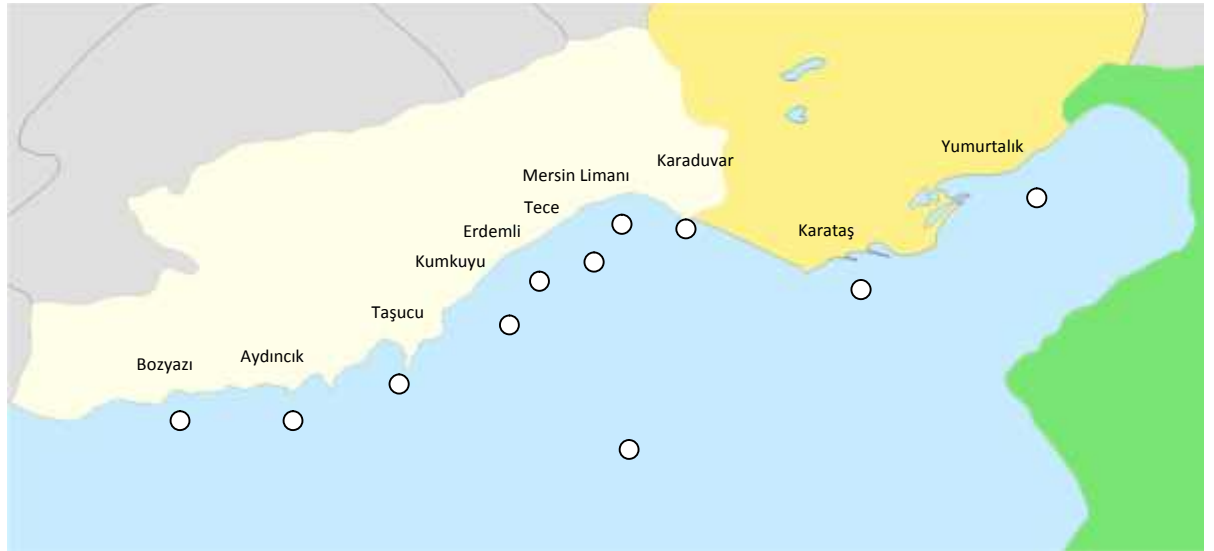 Yumurtalık
Karaduvar
Mersin Limanı
Tece
Erdemli
Karataş
Kumkuyu
Taşucu
Aydıncık
Bozyazı